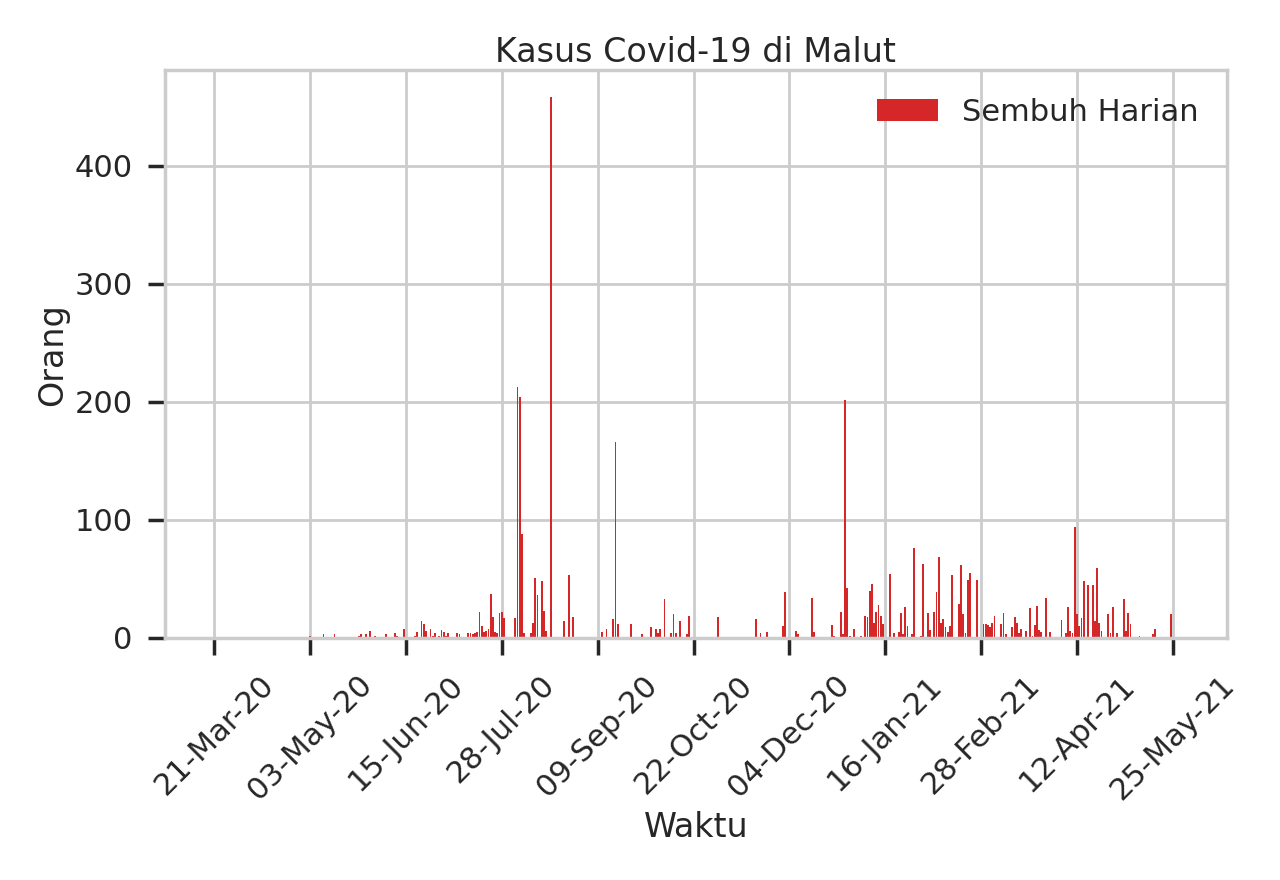 Kasus Covid-19 di Malut
Sembuh Harian
Orang
400
300
200
100
0
21-Mar-20
03-May-20
15-Jun-20
28-Jul-20
09-Sep-20
22-Oct-20
04-Dec-20
16-Jan-21
28-Feb-21
12-Apr-21
25-May-21
Waktu